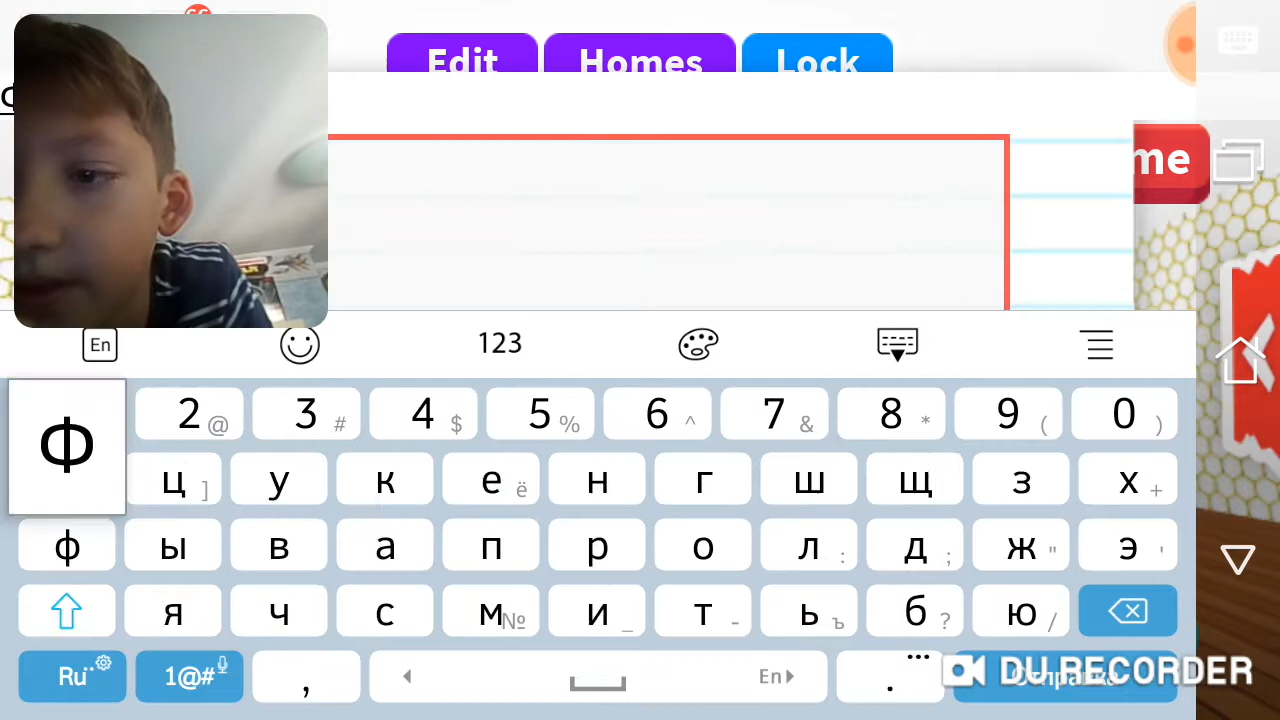 Edit Homes Lock
me
En 123
Ф
2 @ 3 # 4 $ 5 % 6 ^ 7 & 8 * 9 ( 0 )
ц ] у к е ё н г ш щ з х +
ф ы в а п р о л : д ; ж " э '
я ч с м № и _ т - ь ъ б ? ю /
Ru 1@# , En . ... Отправка
DU RECORDER